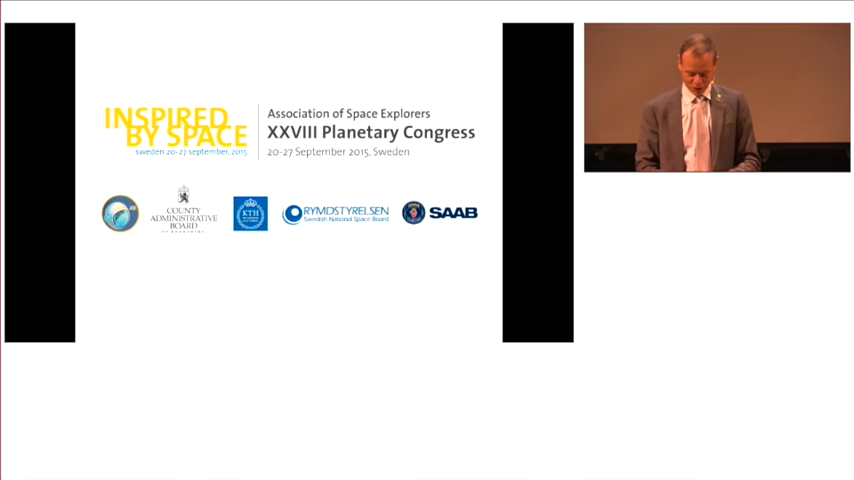 INSPIRED
BY SPACE
sweden 20-27 september, 2015
Association of Space Explorers
XXVIII Planetary Congress
20-27 September 2015, Sweden
COUNTY
ADMINISTRATIVE
BOARD
KTH
RYMDSTYRELSEN
Swedish National Space Board
SAAB